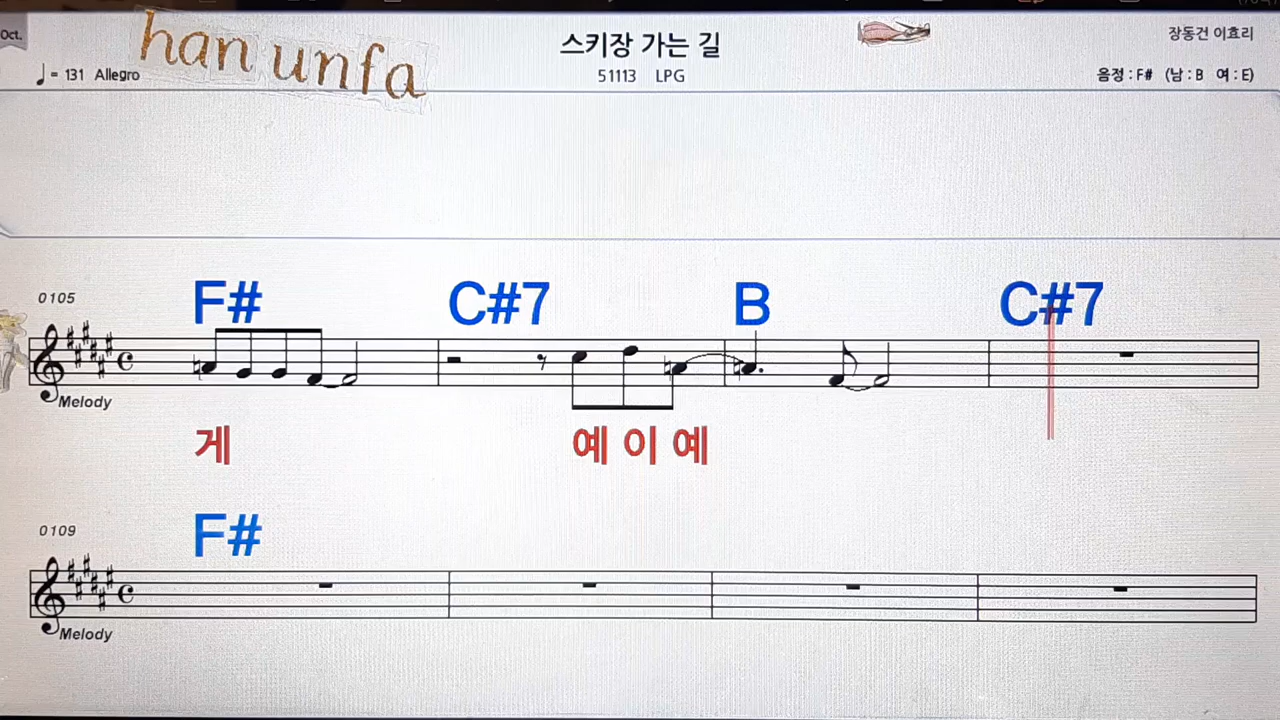 Oct.
han unfa
스키장 가는 길
장동건 이효리
♩= 131 Allegro
51113 LPG
음정 : F# (남 : B 여 : E)
0105
F# C#7 B C#7
Melody
게 예 이 예
0109
F#
Melody